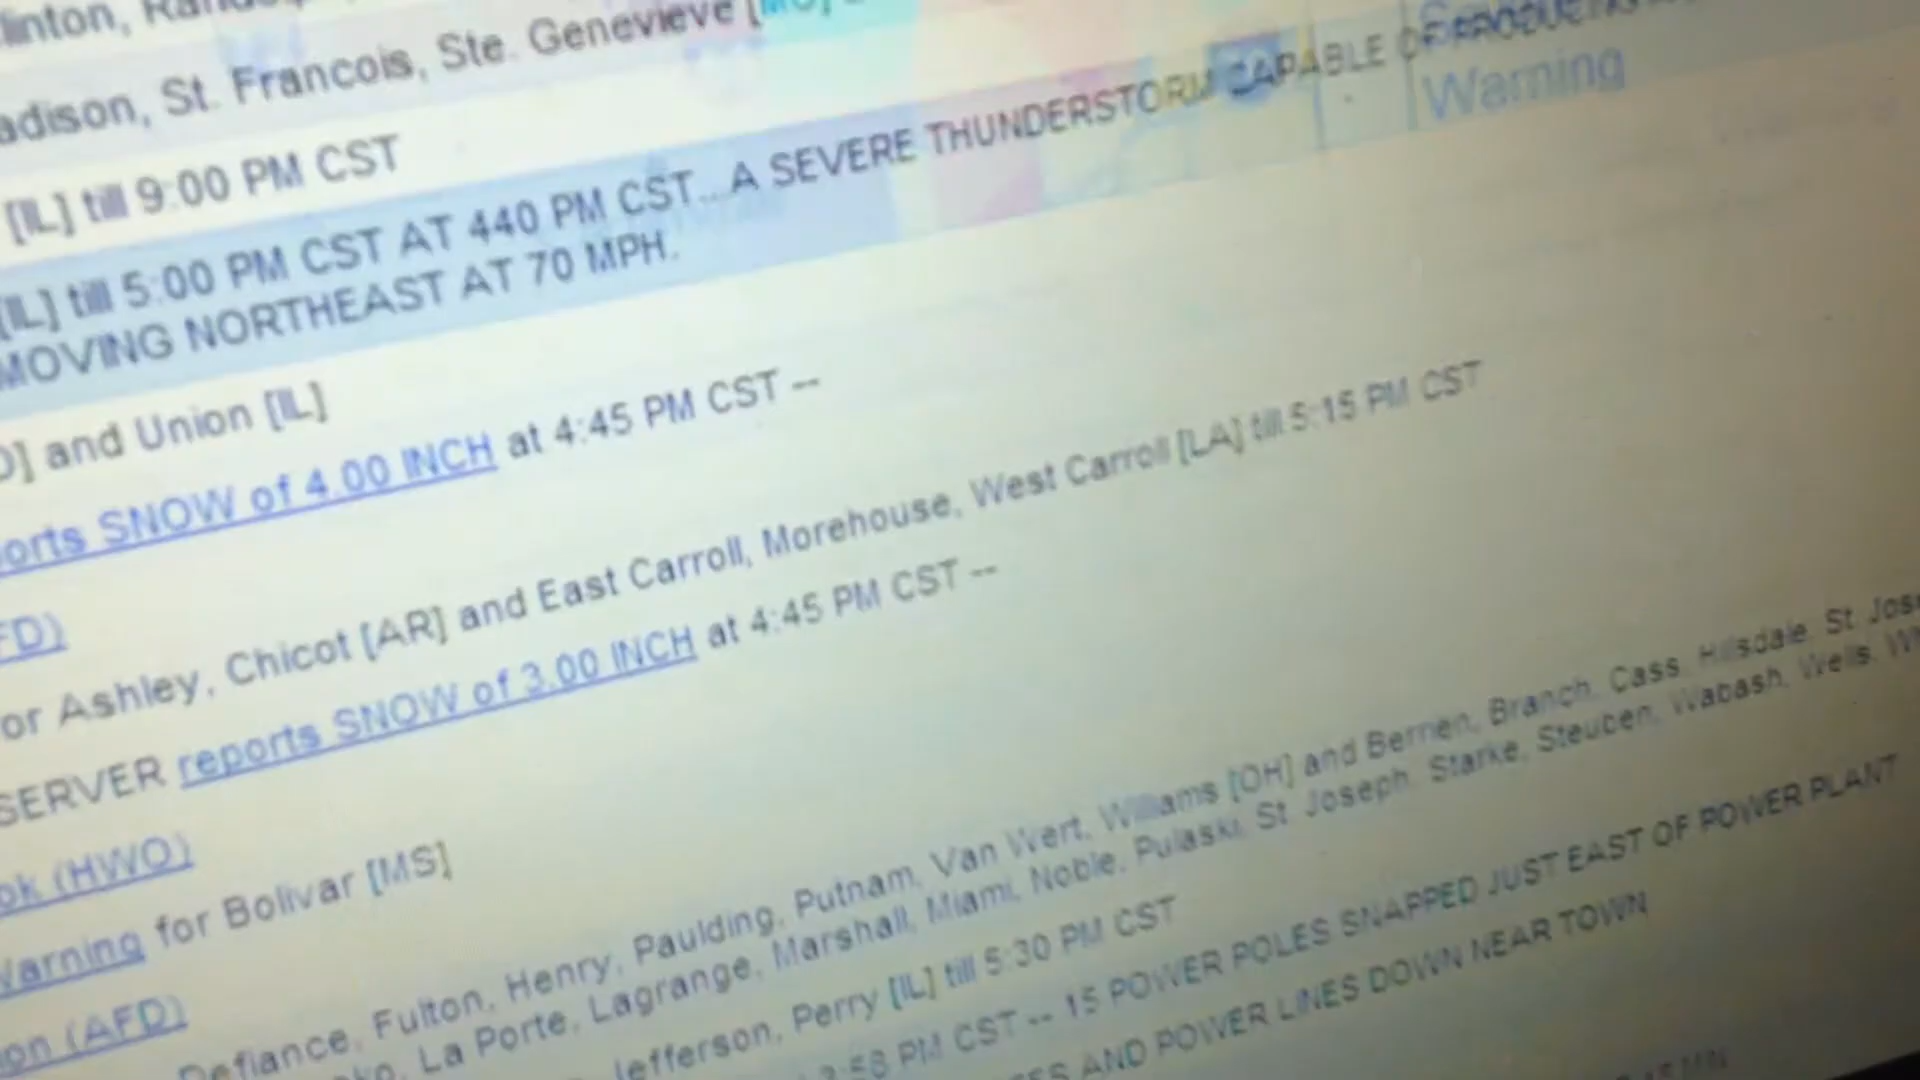 linton,
adison, St. Francois, Ste. Genevieve [MO]
[IL] till 9:00 PM CST
[IL] till 5:00 PM CST AT 440 PM CST...A SEVERE THUNDERSTORM CAPABLE OF
Warning
MOVING NORTHEAST AT 70 MPH.
and Union [IL]
orts SNOW of 4.00 INCH at 4:45 PM CST --
FD)
or Ashley, Chicot [AR] and East Carroll, Morehouse, West Carroll [LA] till 5:15 PM CST
SERVER reports SNOW of 3.00 INCH at 4:45 PM CST --
ok (HWO)
Warning for Bolivar [MS]
Defiance, Fulton, Henry, Paulding, Putnam, Van Wert, Williams [OH] and Berrien, Branch, Cass, Hillsdale, St. Jos
ko, La Porte, Lagrange, Marshall, Miami, Noble, Pulaski, St. Joseph, Starke, Steuben, Wabash, Wells,
on (AFD)
Jefferson, Perry [IL] till 5:30 PM CST
3:58 PM CST -- 15 POWER POLES SNAPPED JUST EAST OF POWER PLANT
ES AND POWER LINES DOWN NEAR TOWN